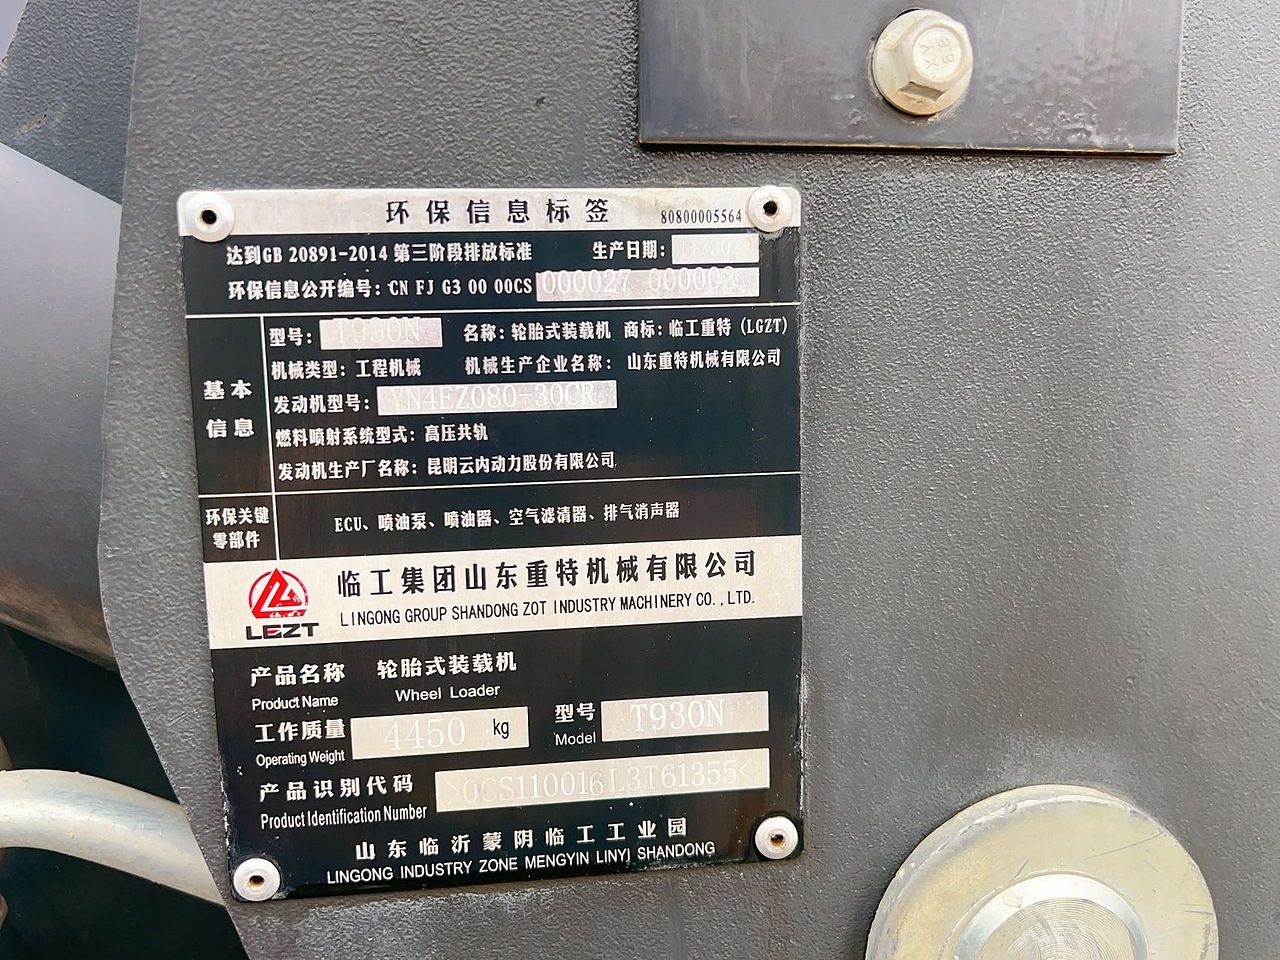 环保信息标签 80800005564
达到GB 20891-2014 第三阶段排放标准 生产日期:
环保信息公开编号: CN FJ G3 00 00CS 000027 000003
型号: T930N 名称: 轮胎式装载机 商标: 临工重特 (LGZT)
机械类型: 工程机械 机械生产企业名称: 山东重特机械有限公司
基本
信息
发动机型号: YN4EZ080-30CR
燃料喷射系统型式: 高压共轨
发动机生产厂名称: 昆明云内动力股份有限公司
环保关键
零部件
ECU、喷油泵、喷油器、空气滤清器、排气消声器
临工集团山东重特机械有限公司
LINGONG GROUP SHANDONG ZOT INDUSTRY MACHINERY CO., LTD.
LEZT
产品名称 轮胎式装载机
Product Name Wheel Loader
工作质量 4450 kg 型号 T930N
Operating Weight Model
产品识别代码 >0CS110016L3T61355<
Product Identification Number
山东临沂蒙阴临工工业园
LINGONG INDUSTRY ZONE MENGYIN LINYI SHANDONG